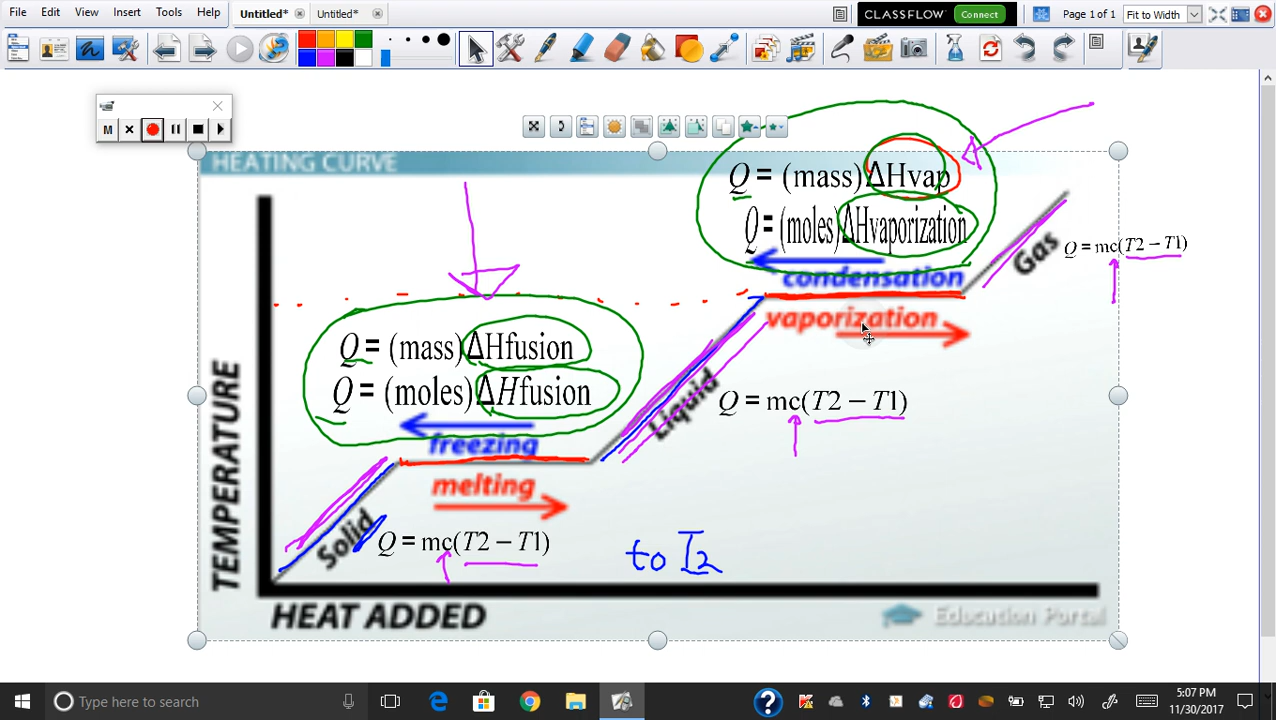 File Edit View Insert Tools Help Untitled* Untitled* CLASSFLOW Connect Page 1 of 1 Fit to Width
M
HEATING CURVE
Q = (mass)ΔHvap
Q = (moles)ΔHvaporization
condensation
vaporization
Gas
Q = mc(T2 − T1)
Q = (mass)ΔHfusion
Q = (moles)ΔHfusion
freezing
melting
Liquid
Q = mc(T2 − T1)
Solid
Q = mc(T2 − T1)
to T2
TEMPERATURE
HEAT ADDED
Education Portal
Type here to search
5:07 PM
11/30/2017